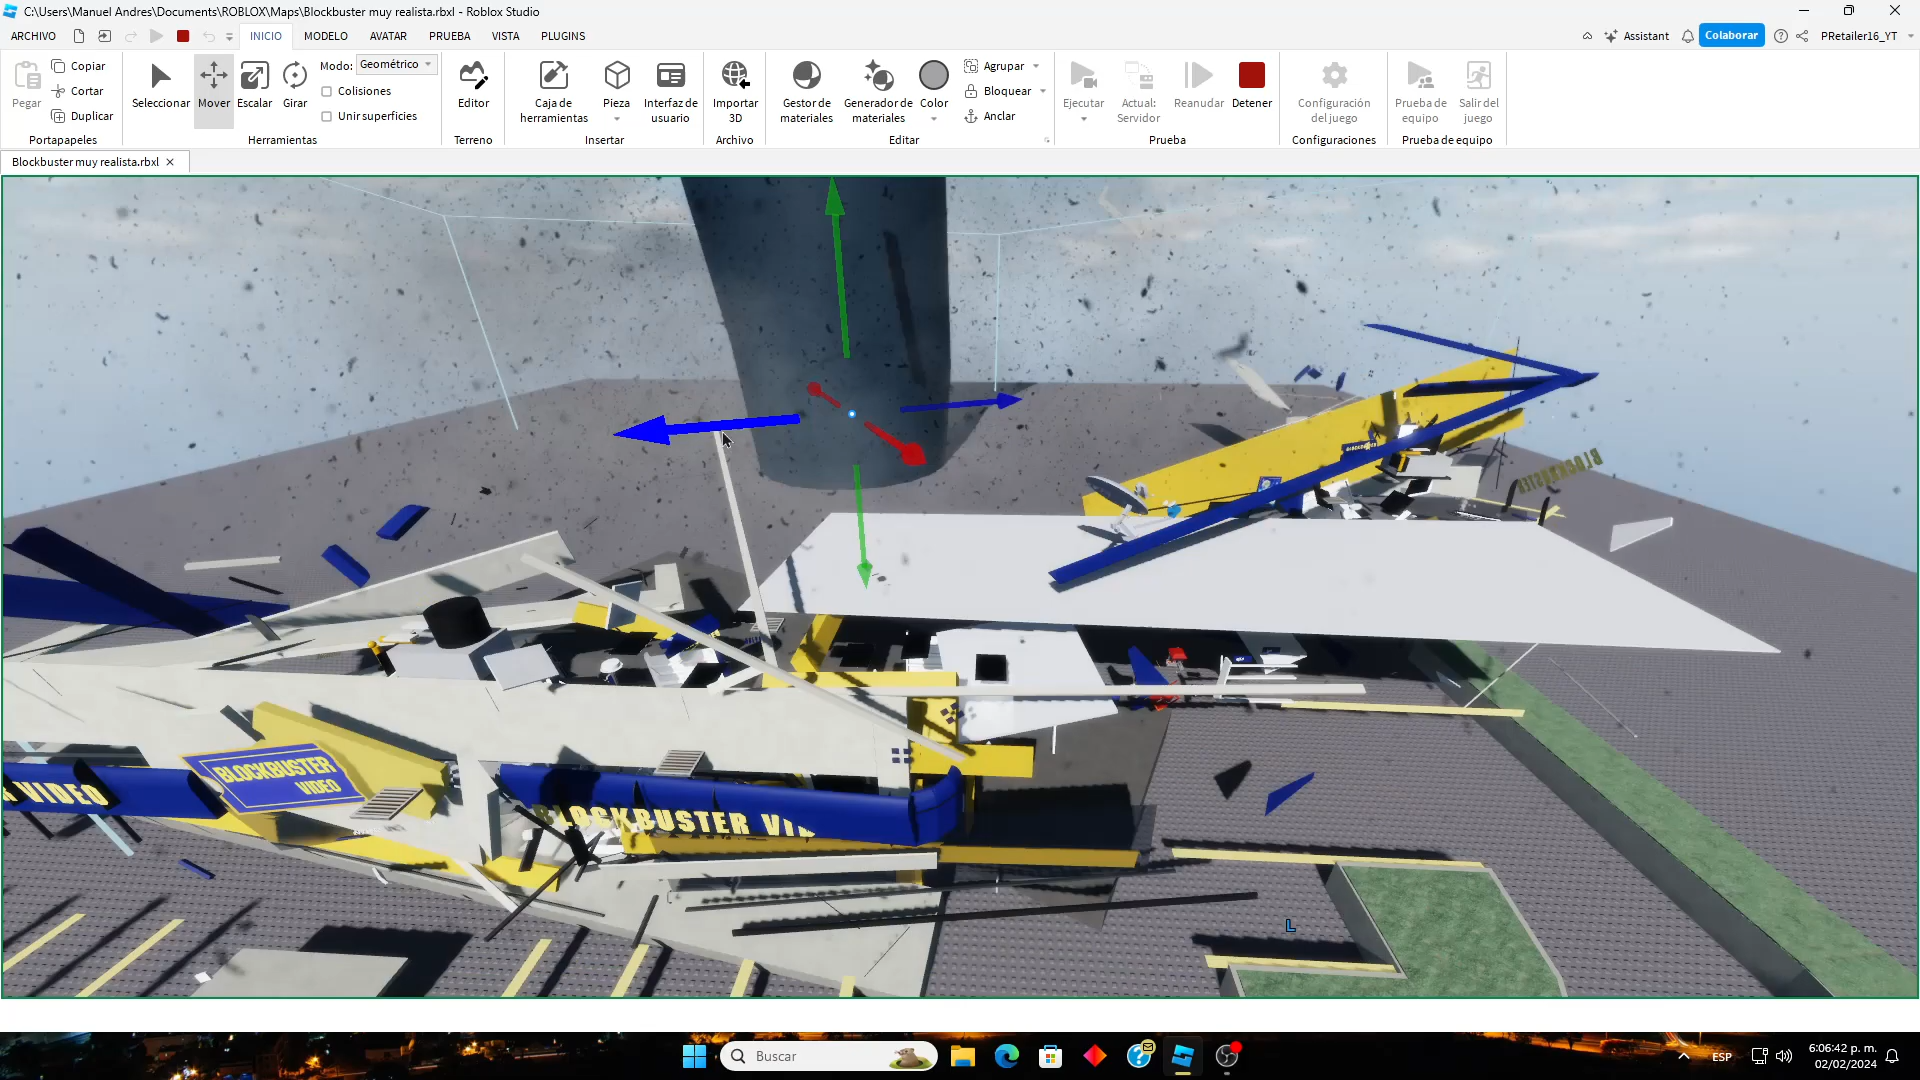 C:\Users\Manuel Andres\Documents\ROBLOX\Maps\Blockbuster muy realista.rbxl - Roblox Studio
ARCHIVO INICIO MODELO AVATAR PRUEBA VISTA PLUGINS Assistant Colaborar PRetailer16_YT
Pegar
Copiar
Cortar
Duplicar
Portapapeles
Seleccionar Mover Escalar Girar
Modo: Geométrico
Colisiones
Unir superficies
Herramientas
Editor
Terreno
Caja de
herramientas
Pieza
Interfaz de
usuario
Insertar
Importar
3D
Archivo
Gestor de
materiales
Generador de
materiales
Color
Agrupar
Bloquear
Anclar
Editar
Ejecutar
Actual:
Servidor
Reanudar
Detener
Prueba
Configuración
del juego
Configuraciones
Prueba de
equipo
Salir del
juego
Prueba de equipo
Blockbuster muy realista.rbxl
BLOCKBUSTER
BLOCKBUSTER
VIDEO
VIDEO
BLOCKBUSTER VI
L
Buscar
ESP
6:06:42 p. m.
02/02/2024